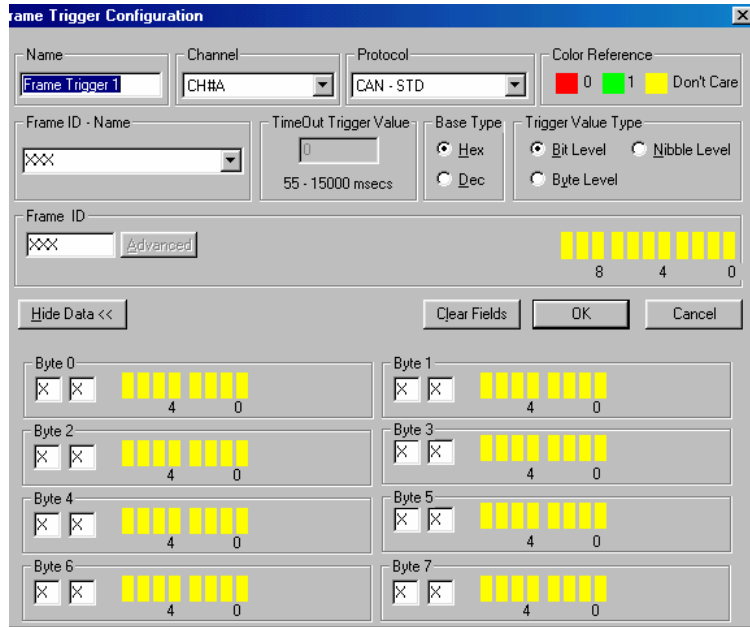 rame Trigger Configuration
Name
Frame Trigger 1
Channel
CH#A
Protocol
CAN - STD
Color Reference
0 1 Don't Care
Frame ID - Name
XXX
TimeOut Trigger Value
0
55 - 15000 msecs
Base Type
Hex
Dec
Trigger Value Type
Bit Level Nibble Level
Byte Level
Frame ID
XXX Advanced
8 4 0
Hide Data << Clear Fields OK Cancel
Byte 0
X X
4 0
Byte 1
X X
4 0
Byte 2
X X
4 0
Byte 3
X X
4 0
Byte 4
X X
4 0
Byte 5
X X
4 0
Byte 6
X X
4 0
Byte 7
X X
4 0